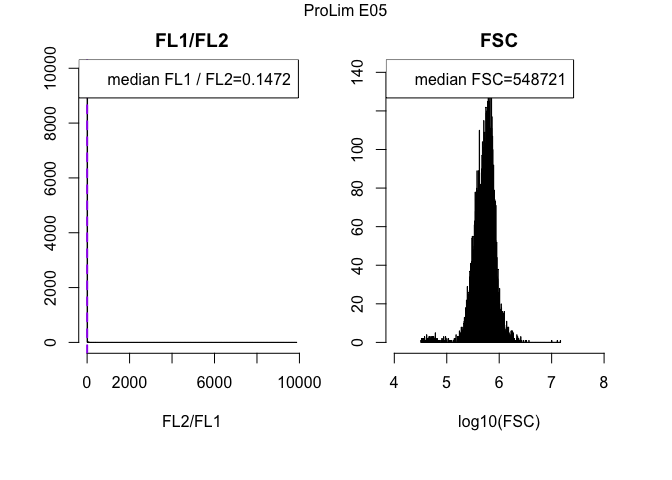 ProLim E05
FL1/FL2
median FL1 / FL2=0.1472
10000
8000
6000
4000
2000
0
0 2000 6000 10000
FL2/FL1
FSC
median FSC=548721
140
100
80
60
40
20
0
4 5 6 7 8
log10(FSC)